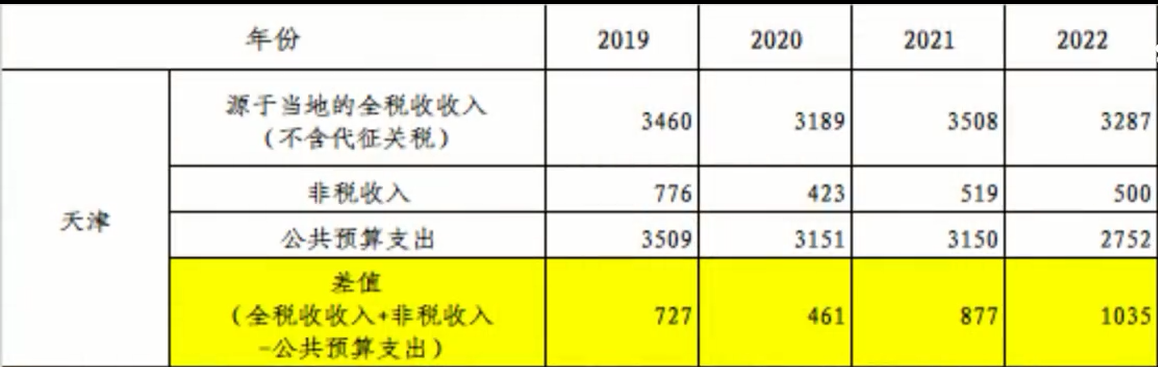 年份 2019 2020 2021 2022
天津
源于当地的全税收收入
(不含代征关税) 3460 3189 3508 3287
非税收入 776 423 519 500
公共预算支出 3509 3151 3150 2752
差值
(全税收收入+非税收入
-公共预算支出) 727 461 877 1035